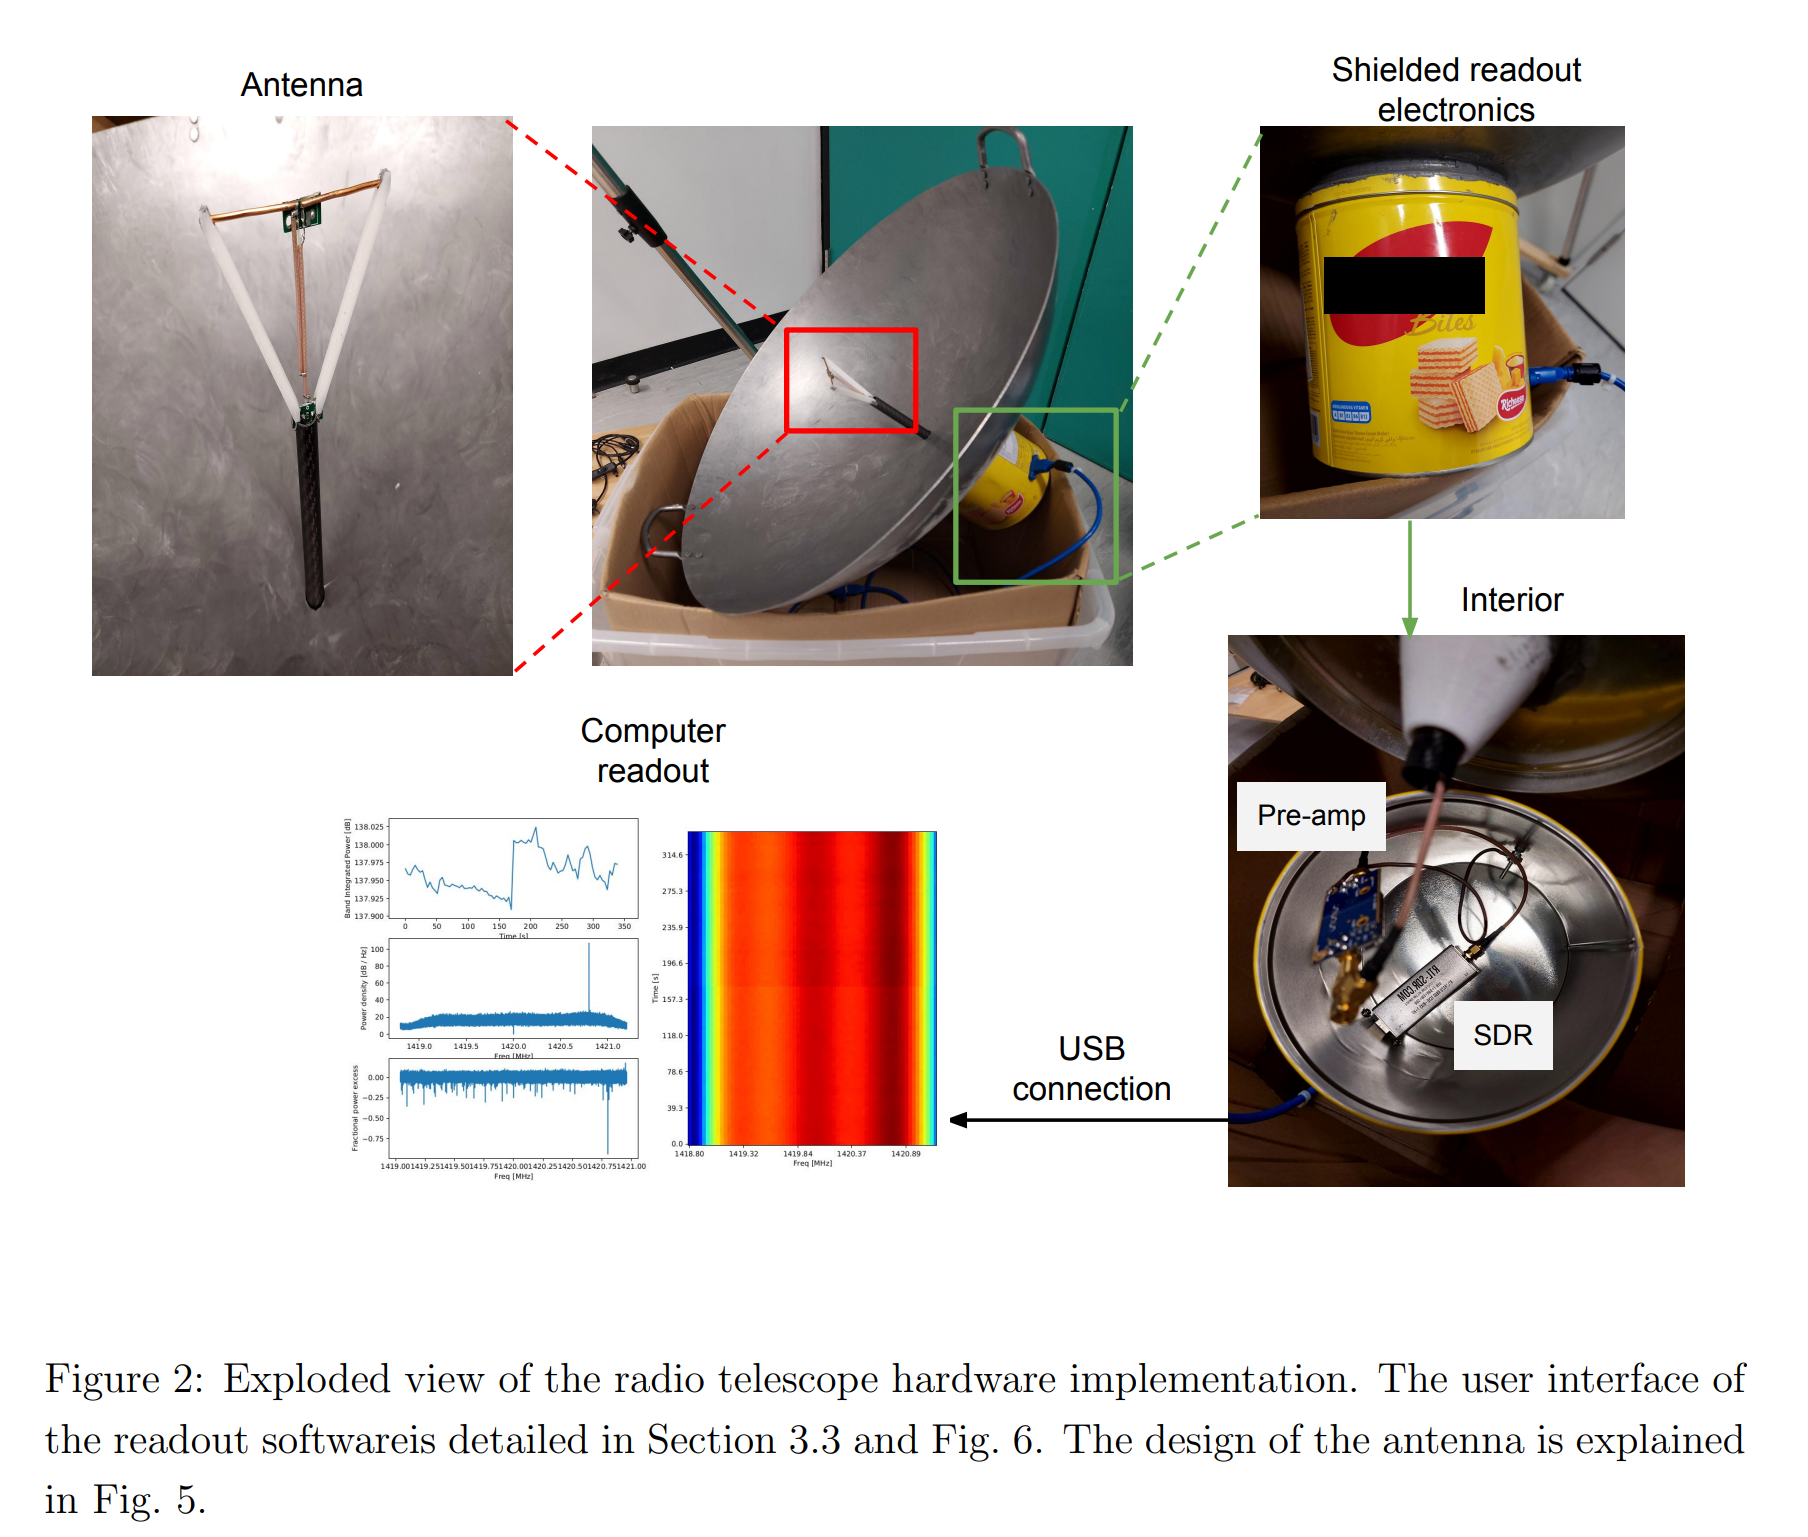 Antenna
Shielded readout
electronics
Bites
Richeese
Interior
Pre-amp
RTL-SDR.COM
SDR
USB
connection
Computer
readout
Band Integrated Power [dB]
138.025
138.000
137.975
137.950
137.925
137.900
0 50 100 150 200 250 300 350
Time [s]
Power density [dB / Hz]
100
80
60
40
20
0
1419.0 1419.5 1420.0 1420.5 1421.0
Freq [MHz]
Fractional power excess
0.00
−0.25
−0.50
−0.75
1419.00 1419.25 1419.50 1419.75 1420.00 1420.25 1420.50 1420.75 1421.00
Freq [MHz]
Time [s]
314.6
275.3
235.9
196.6
157.3
118.0
78.6
39.3
0.0
1418.80 1419.32 1419.84 1420.37 1420.89
Freq [MHz]
Figure 2: Exploded view of the radio telescope hardware implementation. The user interface of
the readout softwareis detailed in Section 3.3 and Fig. 6. The design of the antenna is explained
in Fig. 5.